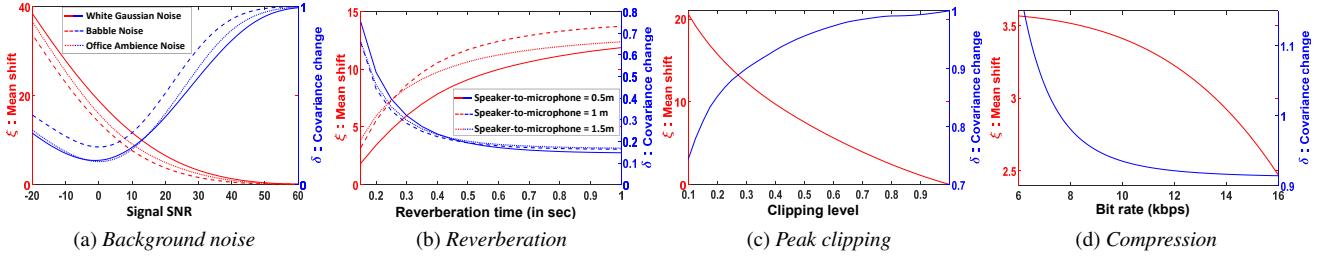 40
20
0
ξ : Mean shift
White Gaussian Noise
Babble Noise
Office Ambience Noise
1
0
δ : Covariance change
-20 -10 0 10 20 30 40 50 60
Signal SNR
(a) Background noise
15
10
5
0
ξ : Mean shift
Speaker-to-microphone = 0.5m
Speaker-to-microphone = 1 m
Speaker-to-microphone = 1.5m
0.8
0.7
0.6
0.5
0.4
0.3
0.2
0.1
0
δ : Covariance change
0.2 0.3 0.4 0.5 0.6 0.7 0.8 0.9 1
Reverberation time (in sec)
(b) Reverberation
20
10
0
ξ : Mean shift
1
0.9
0.8
0.7
δ : Covariance change
0.1 0.2 0.3 0.4 0.5 0.6 0.7 0.8
Clipping level
(c) Peak clipping
3.5
3
2.5
ξ : Mean shift
1.1
1
0.9
δ : Covariance change
6 8 10 12 14 16
Bit rate (kbps)
(d) Compression